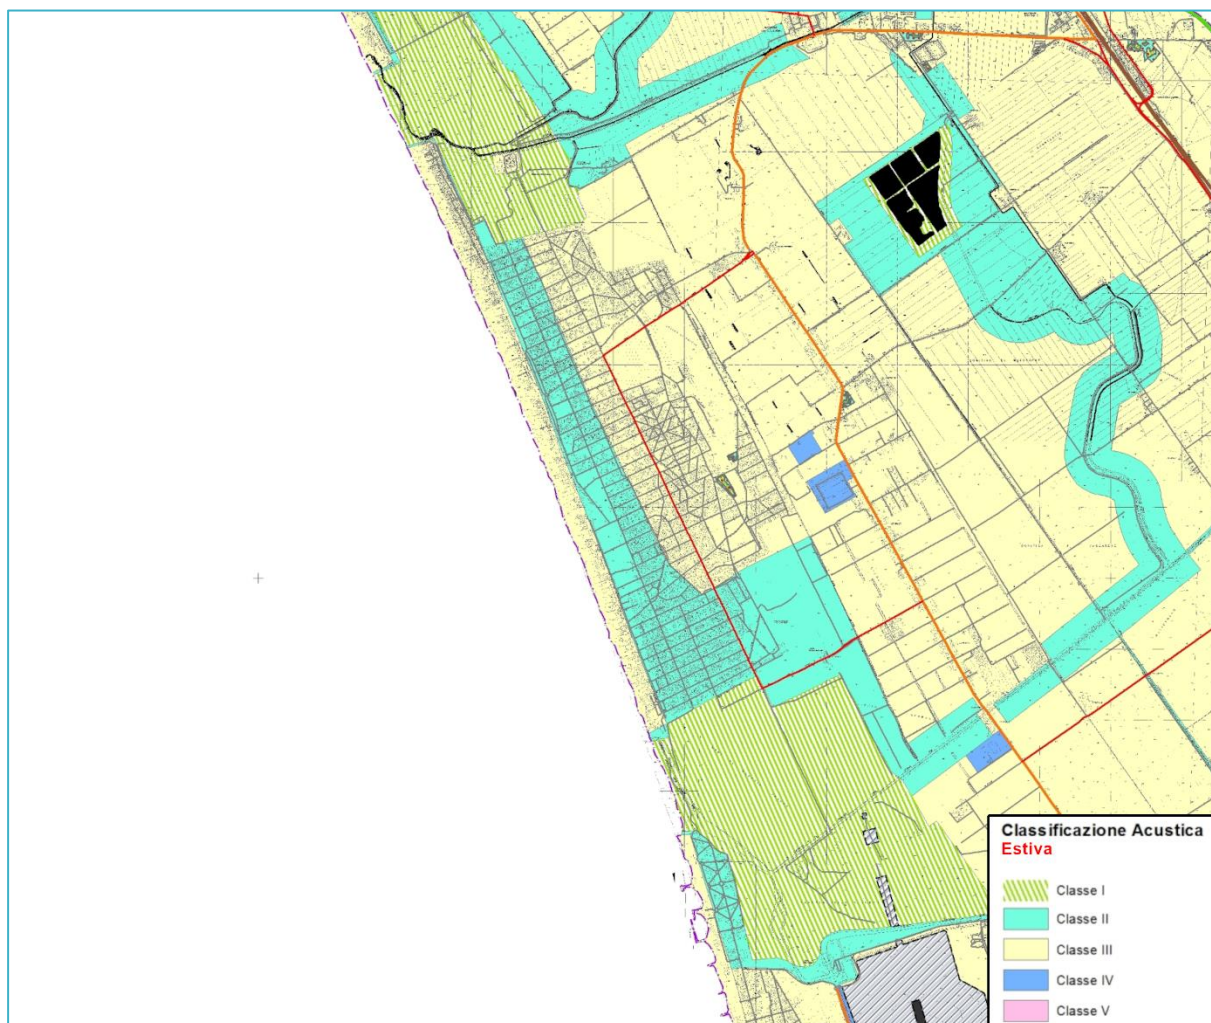 Classificazione Acustica
Estiva
Classe I
Classe II
Classe III
Classe IV
Classe V